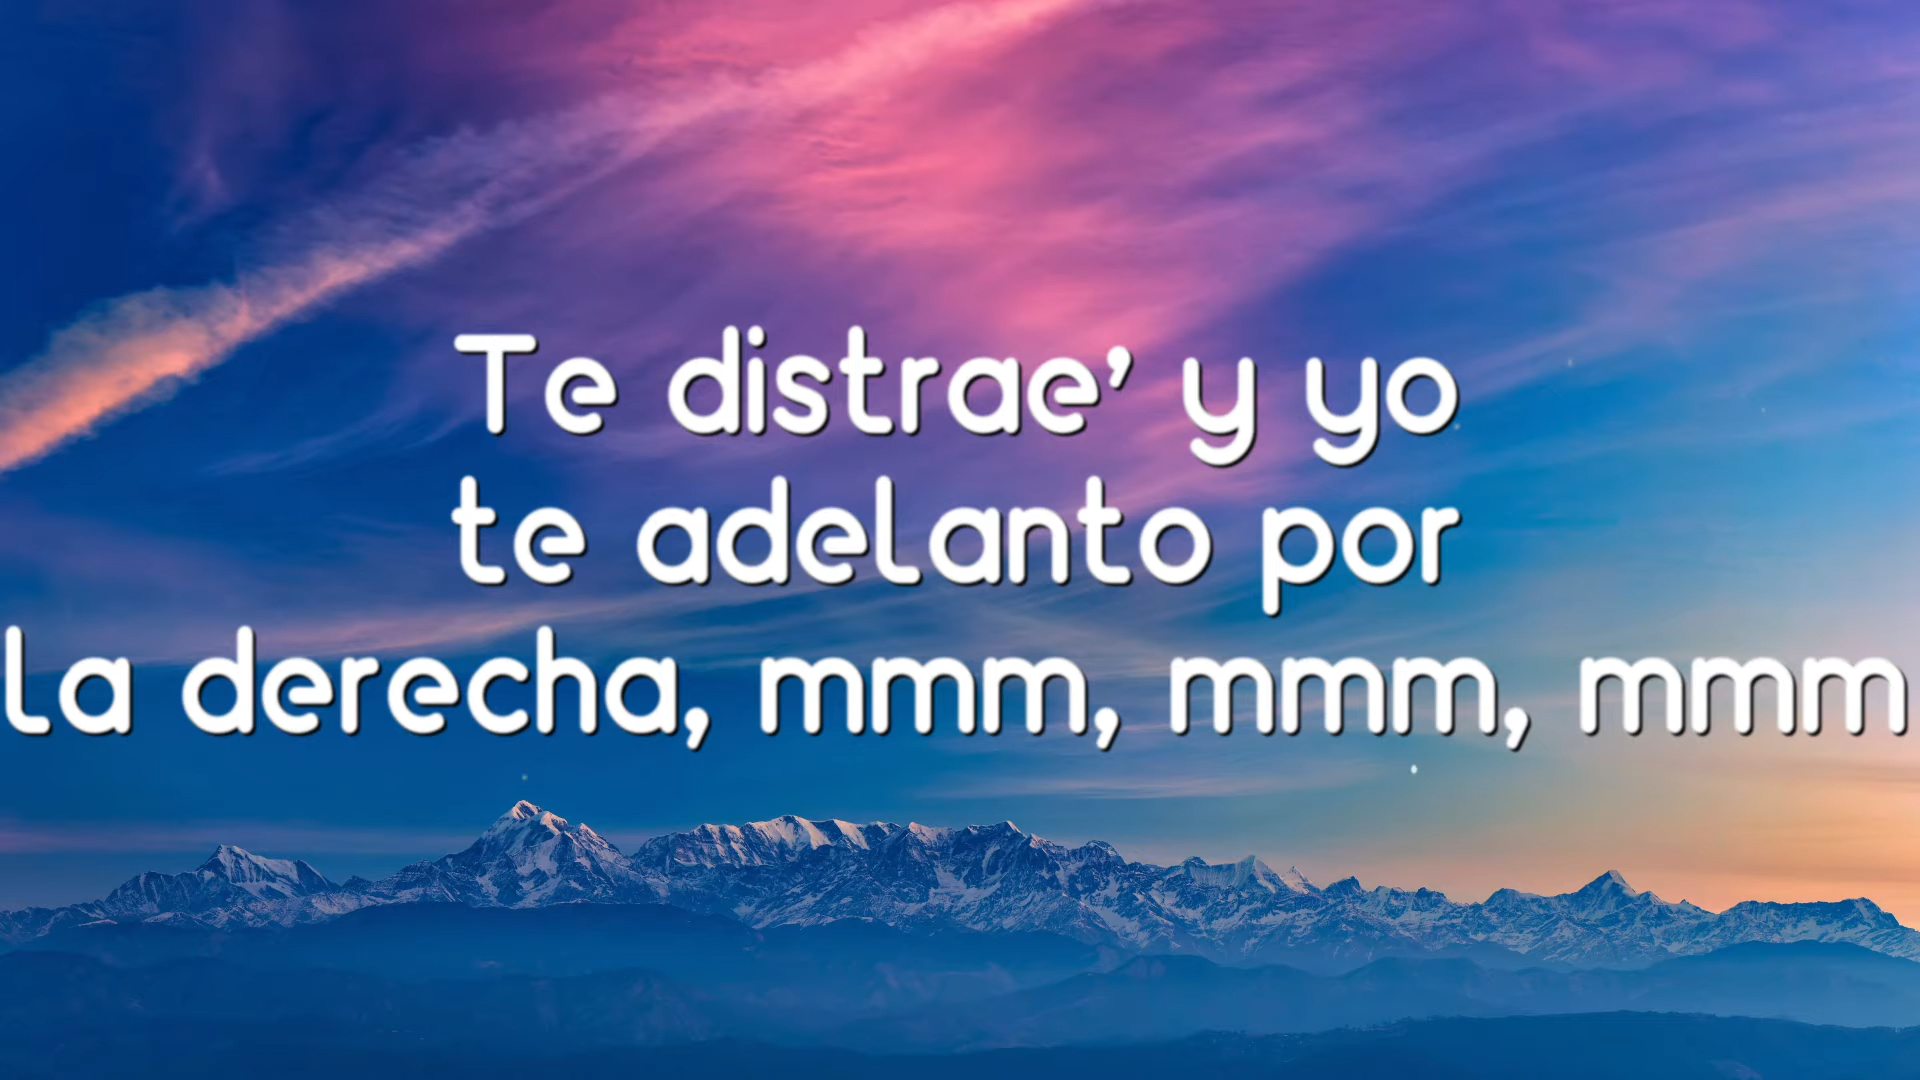 Te distrae' y yo
te adelanto por
la derecha, mmm, mmm, mmm